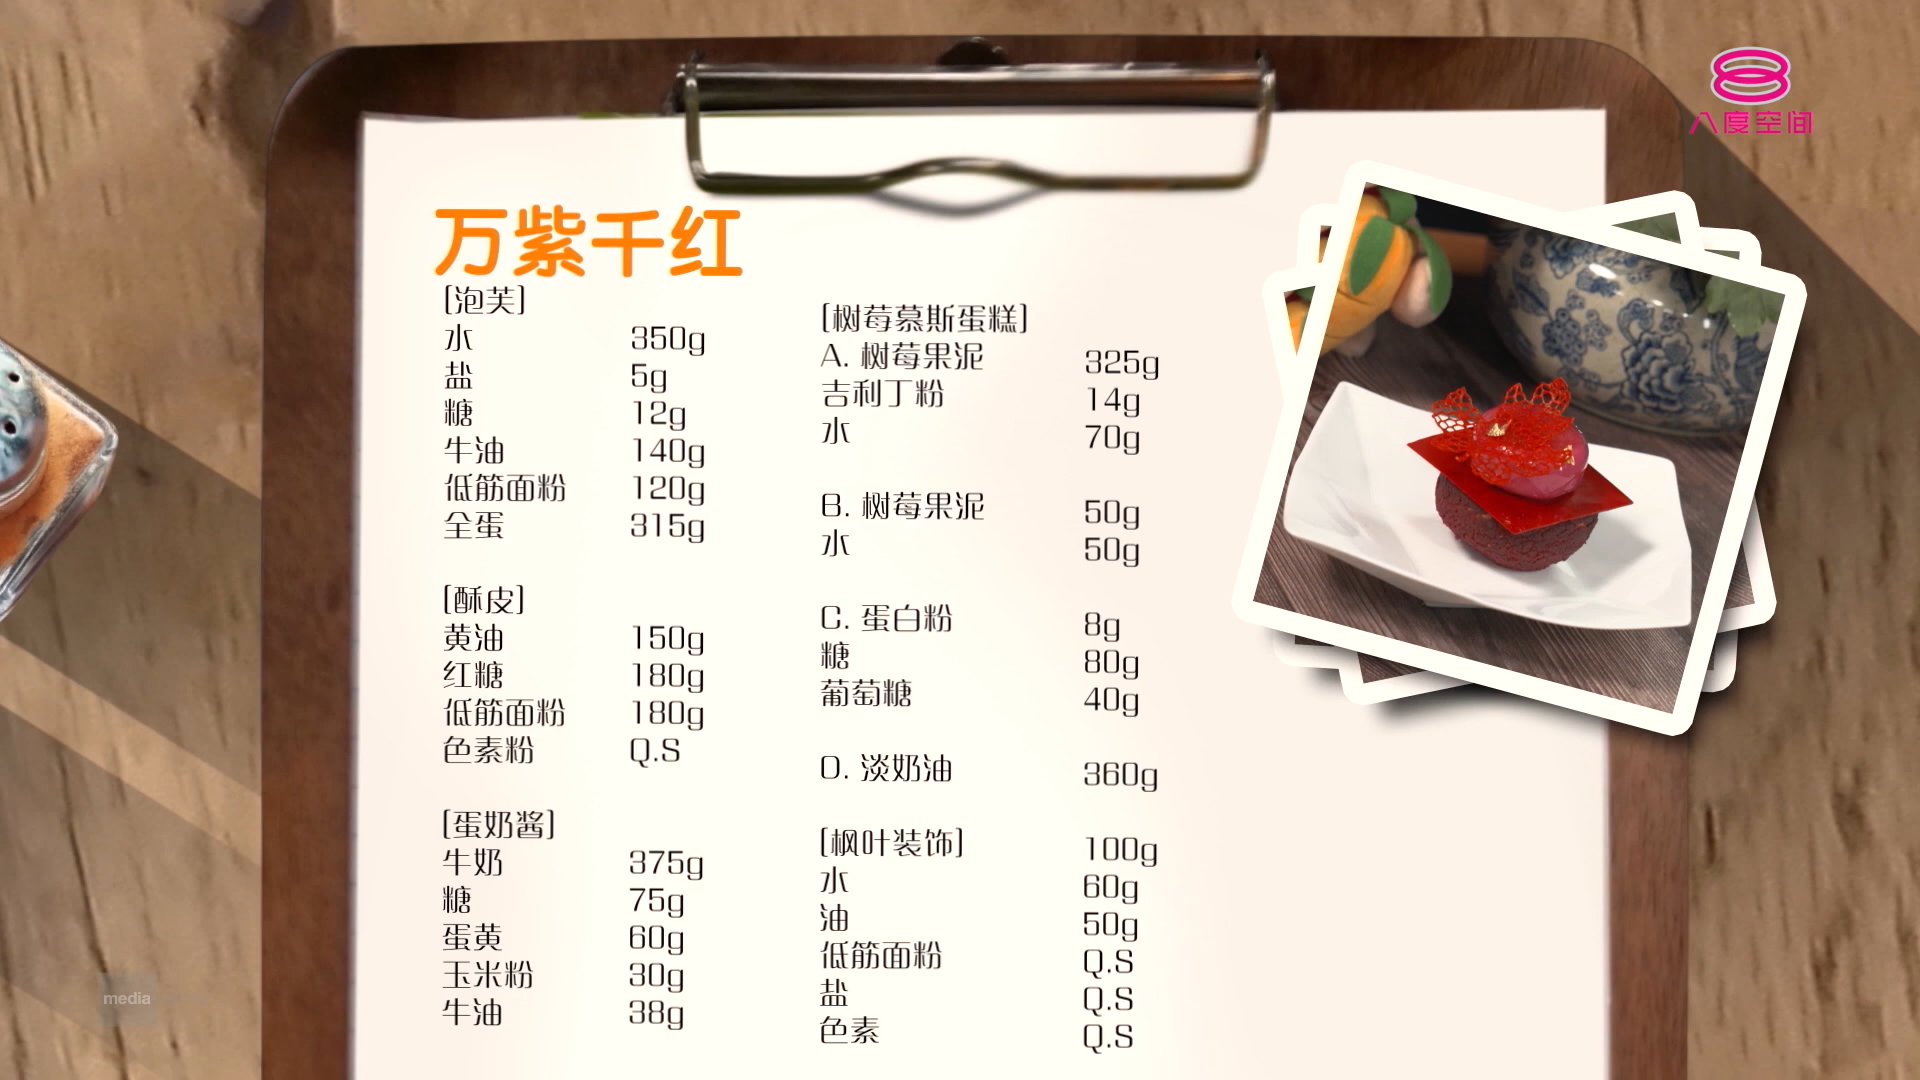 八度空间
万紫千红
[泡芙]
水 350g
盐 5g
糖 12g
牛油 140g
低筋面粉 120g
全蛋 315g
[酥皮]
黄油 150g
红糖 180g
低筋面粉 180g
色素粉 Q.S
[蛋奶酱]
牛奶 375g
糖 75g
蛋黄 60g
玉米粉 30g
牛油 38g
[树莓慕斯蛋糕]
A. 树莓果泥 325g
吉利丁粉 14g
水 70g
B. 树莓果泥 50g
水 50g
C. 蛋白粉 8g
糖 80g
葡萄糖 40g
D. 淡奶油 360g
[枫叶装饰] 100g
水 60g
油 50g
低筋面粉 Q.S
盐 Q.S
色素 Q.S
media